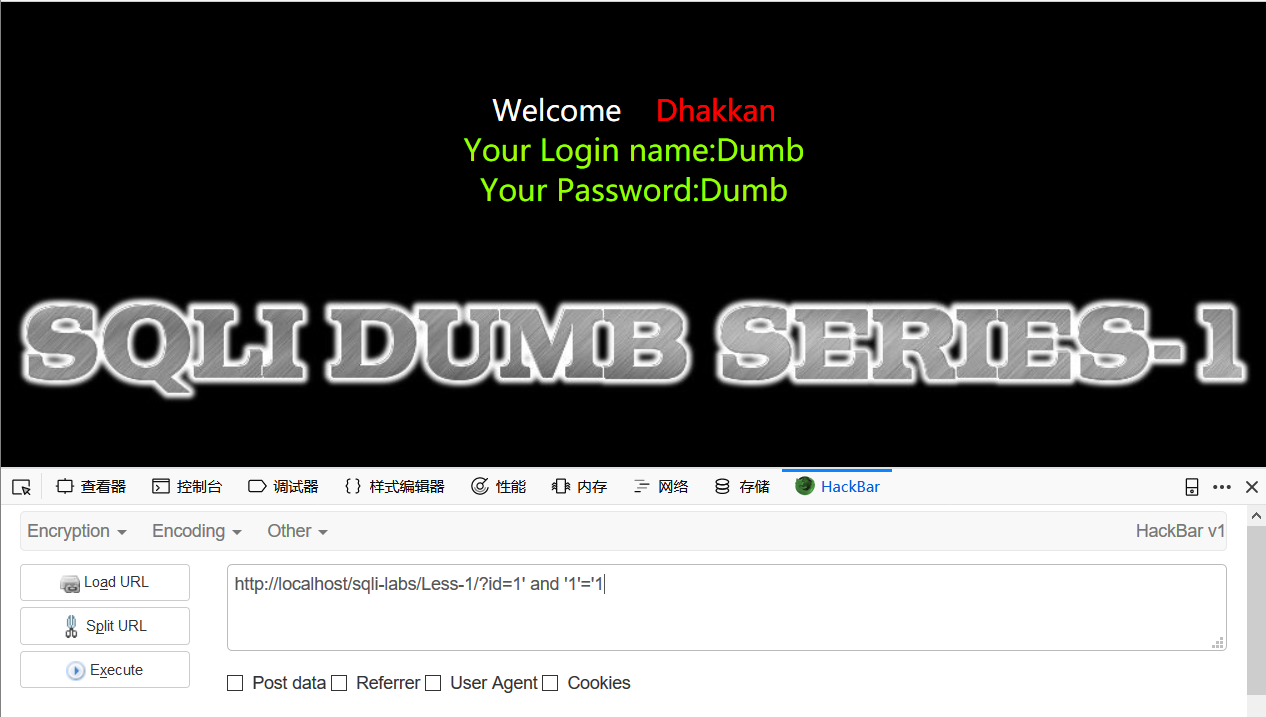 Welcome Dhakkan
Your Login name:Dumb
Your Password:Dumb
SQLI DUMB SERIES-1
查看器 控制台 调试器 {} 样式编辑器 性能 内存 网络 存储 HackBar
Encryption Encoding Other HackBar v1
Load URL http://localhost/sqli-labs/Less-1/?id=1' and '1'='1
Split URL
Execute
Post data Referrer User Agent Cookies